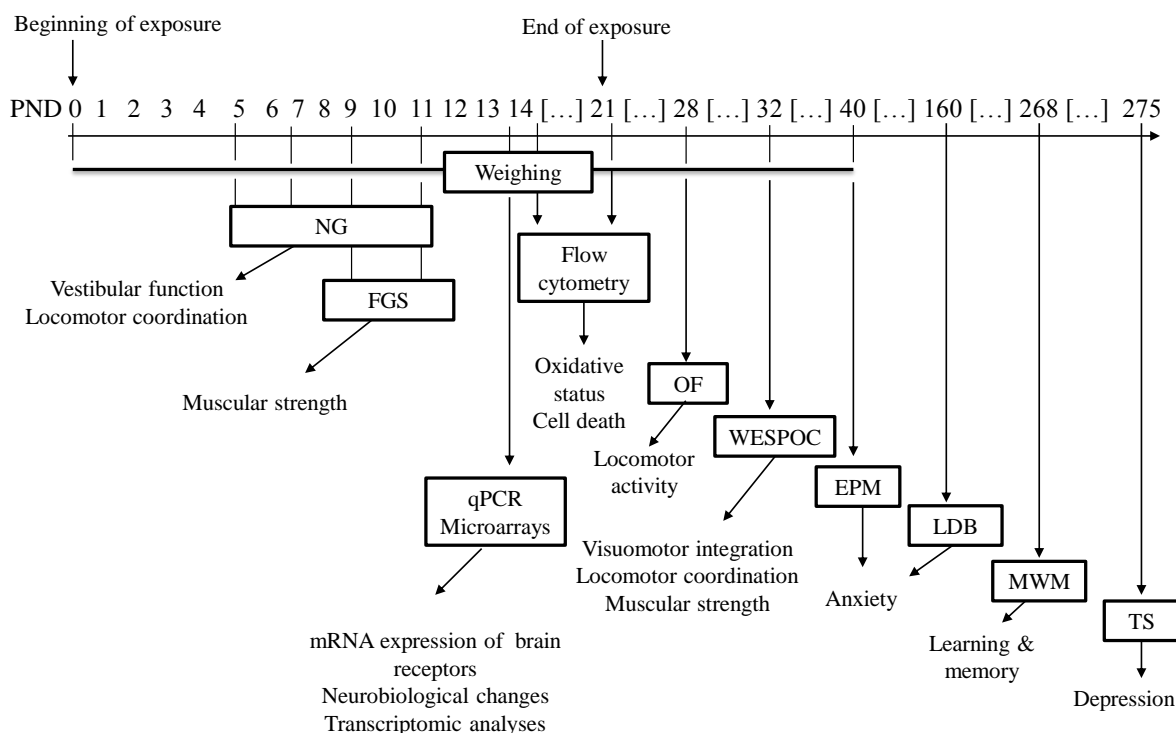 Beginning of exposure
End of exposure
PND 0 1 2 3 4 5 6 7 8 9 10 11 12 13 14 […] 21 […] 28 […] 32 […] 40 […] 160 […] 268 […] 275
Weighing
NG
Vestibular function
Locomotor coordination
FGS
Muscular strength
Flow
cytometry
Oxidative
status
Cell death
qPCR
Microarrays
mRNA expression of brain
receptors
Neurobiological changes
Transcriptomic analyses
OF
Locomotor
activity
WESPOC
Visuomotor integration
Locomotor coordination
Muscular strength
EPM
LDB
Anxiety
MWM
Learning &
memory
TS
Depression